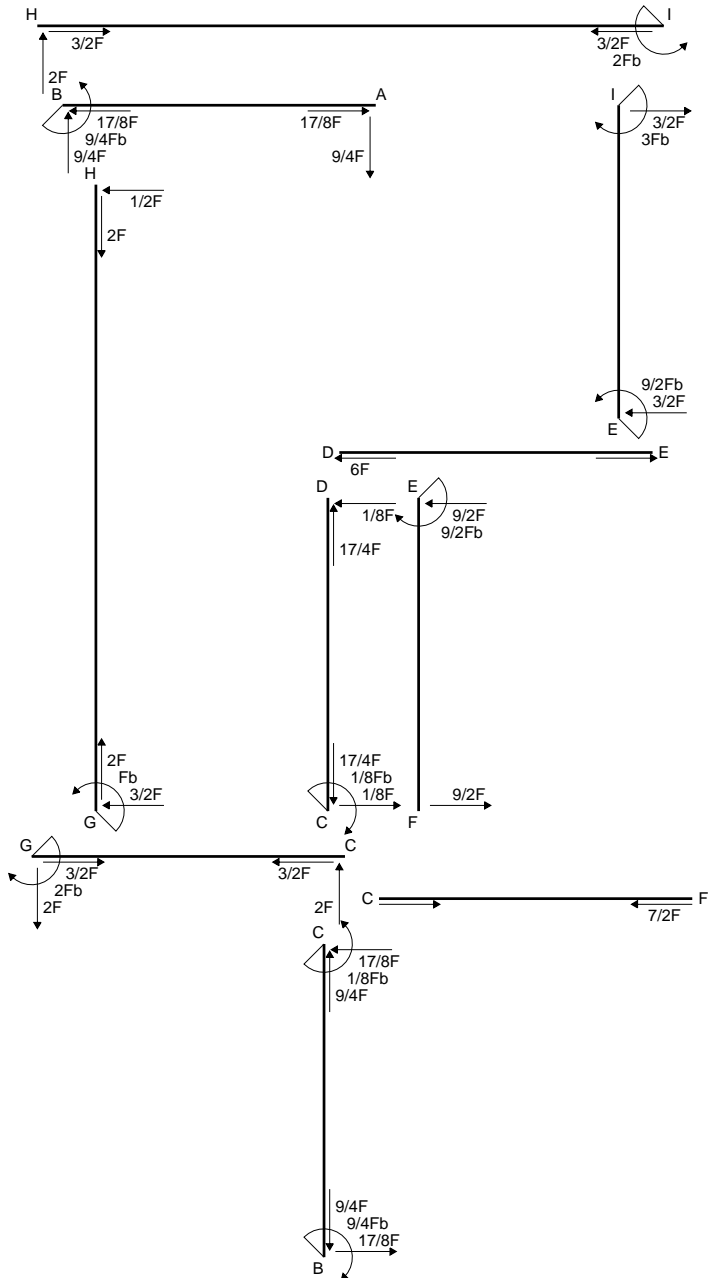 H I
3/2F 3/2F
2Fb
2F
B A I
17/8F 17/8F 3/2F
9/4Fb 3Fb
9/4F 9/4F
H
1/2F
2F
9/2Fb
3/2F
E
D E
6F
D E
1/8F 9/2F
9/2Fb
17/4F
2F 17/4F
Fb 1/8Fb
3/2F 1/8F 9/2F
G C F
G C
3/2F 3/2F
2Fb
2F 2F
C F
7/2F
C
17/8F
1/8Fb
9/4F
9/4F
9/4Fb
17/8F
B